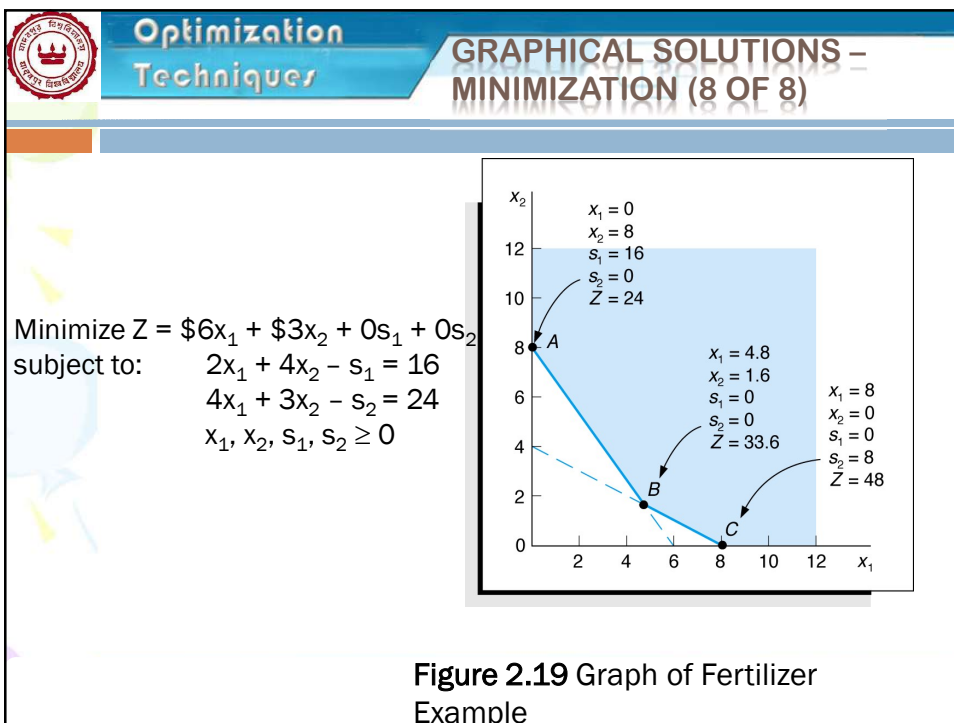 Optimization
Techniques
GRAPHICAL SOLUTIONS –
MINIMIZATION (8 OF 8)
Minimize Z = $6x₁ + $3x₂ + 0s₁ + 0s₂
subject to: 2x₁ + 4x₂ – s₁ = 16
4x₁ + 3x₂ – s₂ = 24
x₁, x₂, s₁, s₂ ≥ 0
x₂
12
10
8
6
4
2
0
2 4 6 8 10 12 x₁
x₁ = 0
x₂ = 8
s₁ = 16
s₂ = 0
Z = 24
A
x₁ = 4.8
x₂ = 1.6
s₁ = 0
s₂ = 0
Z = 33.6
B
x₁ = 8
x₂ = 0
s₁ = 0
s₂ = 8
Z = 48
C
Figure 2.19 Graph of Fertilizer
Example